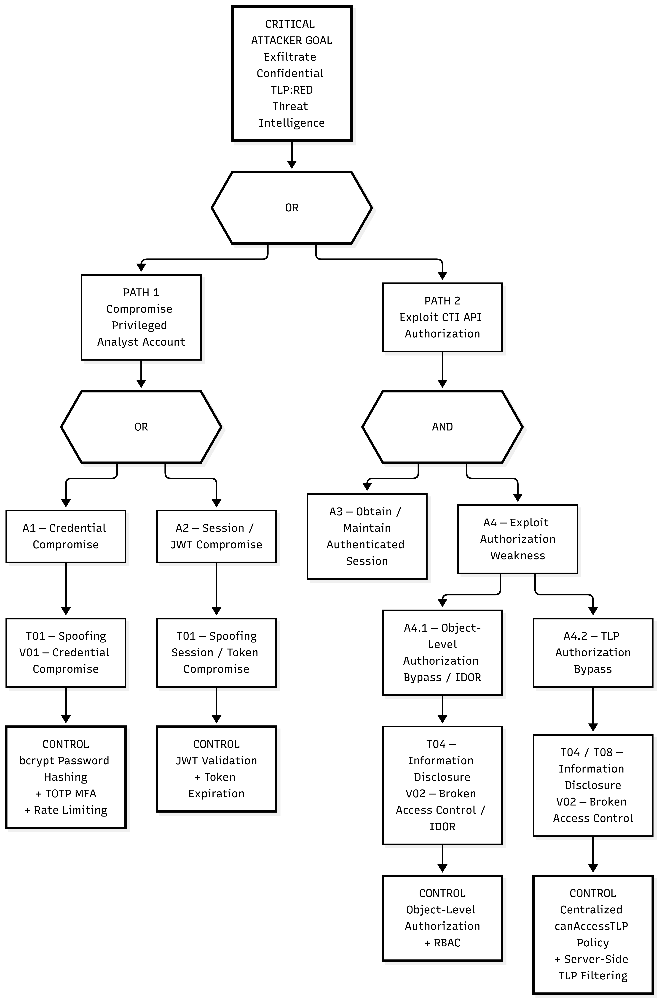 CRITICAL
ATTACKER GOAL
Exfiltrate
Confidential
TLP:RED
Threat
Intelligence
OR
PATH 1
Compromise
Privileged
Analyst Account
PATH 2
Exploit CTI API
Authorization
OR
AND
A1 — Credential
Compromise
A2 — Session /
JWT Compromise
A3 — Obtain /
Maintain
Authenticated
Session
A4 — Exploit
Authorization
Weakness
T01 — Spoofing
V01 — Credential
Compromise
T01 — Spoofing
Session / Token
Compromise
A4.1 — Object-
Level
Authorization
Bypass / IDOR
A4.2 — TLP
Authorization
Bypass
CONTROL
bcrypt Password
Hashing
+ TOTP MFA
+ Rate Limiting
CONTROL
JWT Validation
+ Token
Expiration
T04 —
Information
Disclosure
V02 — Broken
Access Control /
IDOR
T04 / T08 —
Information
Disclosure
V02 — Broken
Access Control
CONTROL
Object-Level
Authorization
+ RBAC
CONTROL
Centralized
canAccessTLP
Policy
+ Server-Side
TLP Filtering